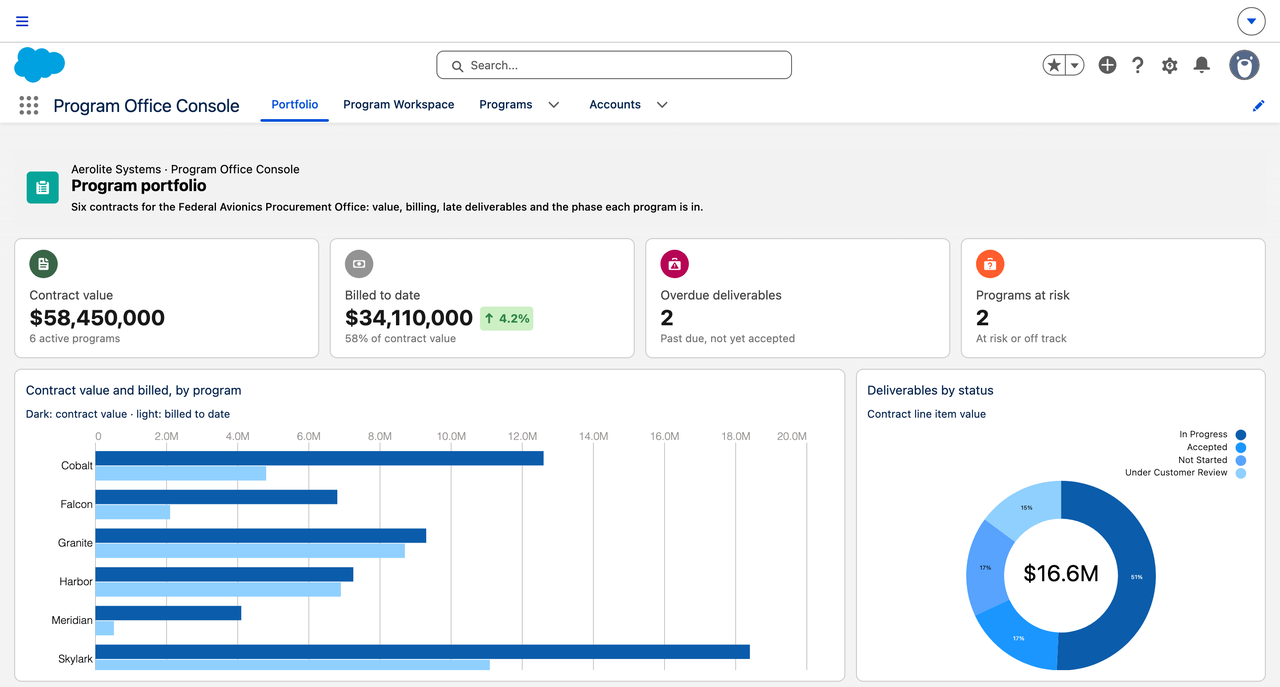 Search...
Program Office Console
Portfolio
Program Workspace
Programs
Accounts
Aerolite Systems · Program Office Console
Program portfolio
Six contracts for the Federal Avionics Procurement Office: value, billing, late deliverables and the phase each program is in.
Contract value
$58,450,000
6 active programs
Billed to date
$34,110,000 ↑ 4.2%
58% of contract value
Overdue deliverables
2
Past due, not yet accepted
Programs at risk
2
At risk or off track
Contract value and billed, by program
Dark: contract value · light: billed to date
0 2.0M 4.0M 6.0M 8.0M 10.0M 12.0M 14.0M 16.0M 18.0M 20.0M
Cobalt
Falcon
Granite
Harbor
Meridian
Skylark
Deliverables by status
Contract line item value
In Progress
Accepted
Not Started
Under Customer Review
15%
17%
$16.6M
51%
17%